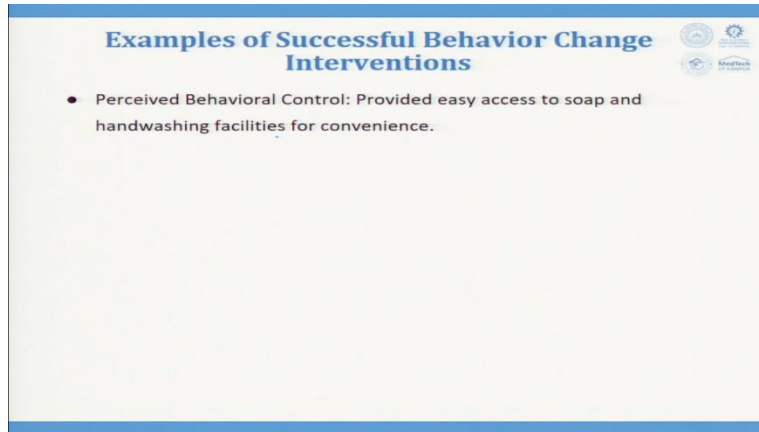 Examples of Successful Behavior Change
Interventions
● Perceived Behavioral Control: Provided easy access to soap and
handwashing facilities for convenience.
MedTech